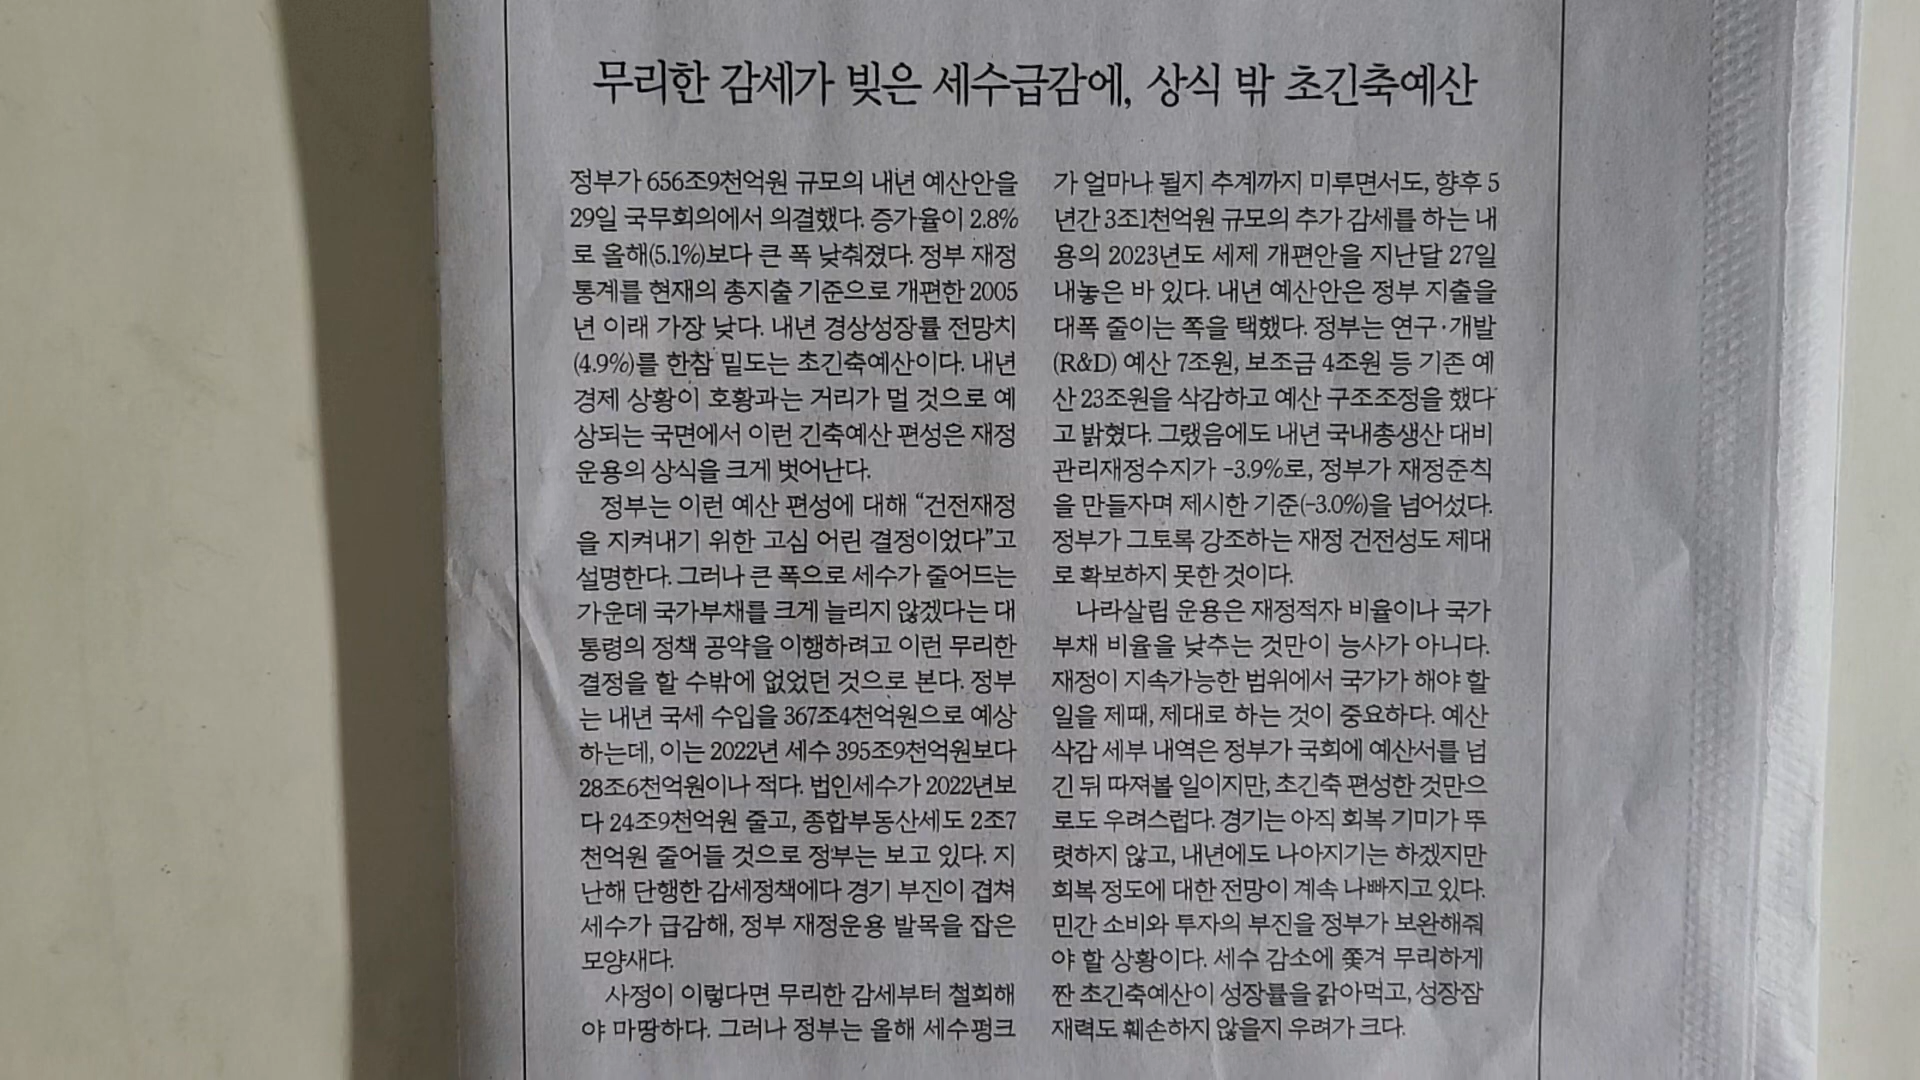 무리한 감세가 빚은 세수급감에, 상식 밖 초긴축예산
정부가 656조9천억원 규모의 내년 예산안을
29일 국무회의에서 의결했다. 증가율이 2.8%
로 올해(5.1%)보다 큰 폭 낮춰졌다. 정부 재정
통계를 현재의 총지출 기준으로 개편한 2005
년 이래 가장 낮다. 내년 경상성장률 전망치
(4.9%)를 한참 밑도는 초긴축예산이다. 내년
경제 상황이 호황과는 거리가 멀 것으로 예
상되는 국면에서 이런 긴축예산 편성은 재정
운용의 상식을 크게 벗어난다.
정부는 이런 예산 편성에 대해 “건전재정
을 지켜내기 위한 고심 어린 결정이었다”고
설명한다. 그러나 큰 폭으로 세수가 줄어드는
가운데 국가부채를 크게 늘리지 않겠다는 대
통령의 정책 공약을 이행하려고 이런 무리한
결정을 할 수밖에 없었던 것으로 본다. 정부
는 내년 국세 수입을 367조4천억원으로 예상
하는데, 이는 2022년 세수 395조9천억원보다
28조6천억원이나 적다. 법인세수가 2022년보
다 24조9천억원 줄고, 종합부동산세도 2조7
천억원 줄어들 것으로 정부는 보고 있다. 지
난해 단행한 감세정책에다 경기 부진이 겹쳐
세수가 급감해, 정부 재정운용 발목을 잡은
모양새다.
사정이 이렇다면 무리한 감세부터 철회해
야 마땅하다. 그러나 정부는 올해 세수펑크
가 얼마나 될지 추계까지 미루면서도, 향후 5
년간 3조1천억원 규모의 추가 감세를 하는 내
용의 2023년도 세제 개편안을 지난달 27일
내놓은 바 있다. 내년 예산안은 정부 지출을
대폭 줄이는 쪽을 택했다. 정부는 연구·개발
(R&D) 예산 7조원, 보조금 4조원 등 기존 예
산 23조원을 삭감하고 예산 구조조정을 했다
고 밝혔다. 그랬음에도 내년 국내총생산 대비
관리재정수지가 -3.9%로, 정부가 재정준칙
을 만들자며 제시한 기준(-3.0%)을 넘어섰다.
정부가 그토록 강조하는 재정 건전성도 제대
로 확보하지 못한 것이다.
나라살림 운용은 재정적자 비율이나 국가
부채 비율을 낮추는 것만이 능사가 아니다.
재정이 지속가능한 범위에서 국가가 해야 할
일을 제때, 제대로 하는 것이 중요하다. 예산
삭감 세부 내역은 정부가 국회에 예산서를 넘
긴 뒤 따져볼 일이지만, 초긴축 편성한 것만으
로도 우려스럽다. 경기는 아직 회복 기미가 뚜
렷하지 않고, 내년에도 나아지기는 하겠지만
회복 정도에 대한 전망이 계속 나빠지고 있다.
민간 소비와 투자의 부진을 정부가 보완해줘
야 할 상황이다. 세수 감소에 쫓겨 무리하게
짠 초긴축예산이 성장률을 갉아먹고, 성장잠
재력도 훼손하지 않을지 우려가 크다.